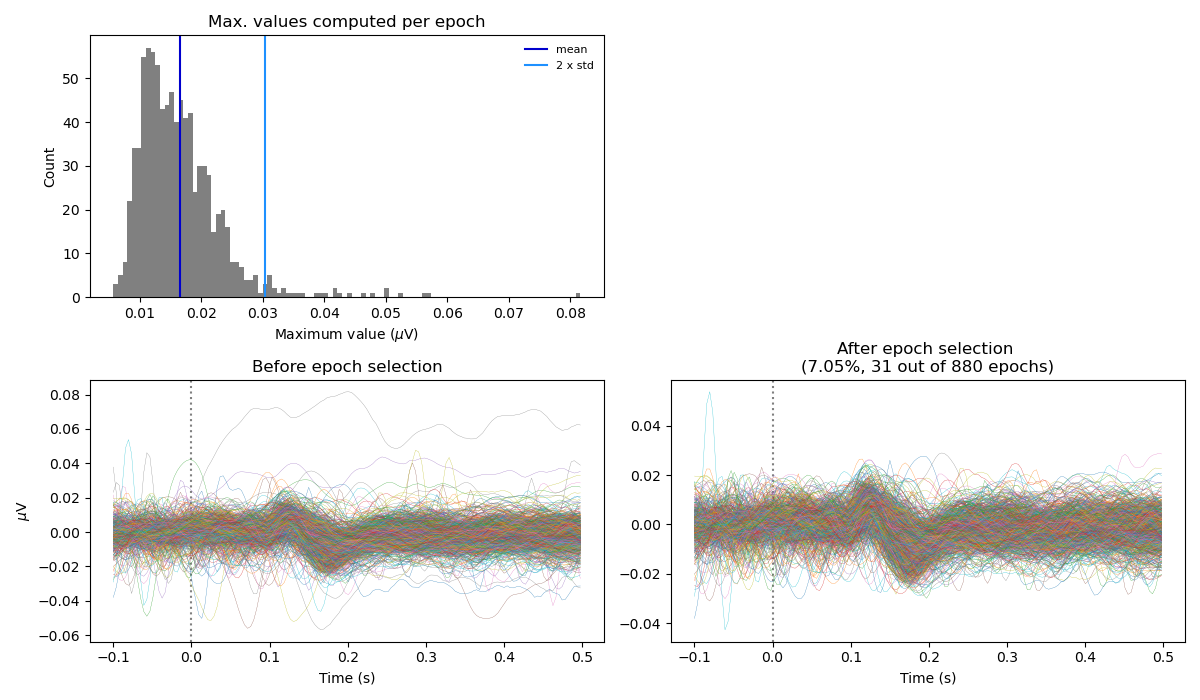 Max. values computed per epoch
mean
2 x std
Count
50
40
30
20
10
0
0.01 0.02 0.03 0.04 0.05 0.06 0.07 0.08
Maximum value (μV)
Before epoch selection
μV
0.08
0.06
0.04
0.02
0.00
−0.02
−0.04
−0.06
−0.1 0.0 0.1 0.2 0.3 0.4 0.5
Time (s)
After epoch selection
(7.05%, 31 out of 880 epochs)
0.04
0.02
0.00
−0.02
−0.04
−0.1 0.0 0.1 0.2 0.3 0.4 0.5
Time (s)